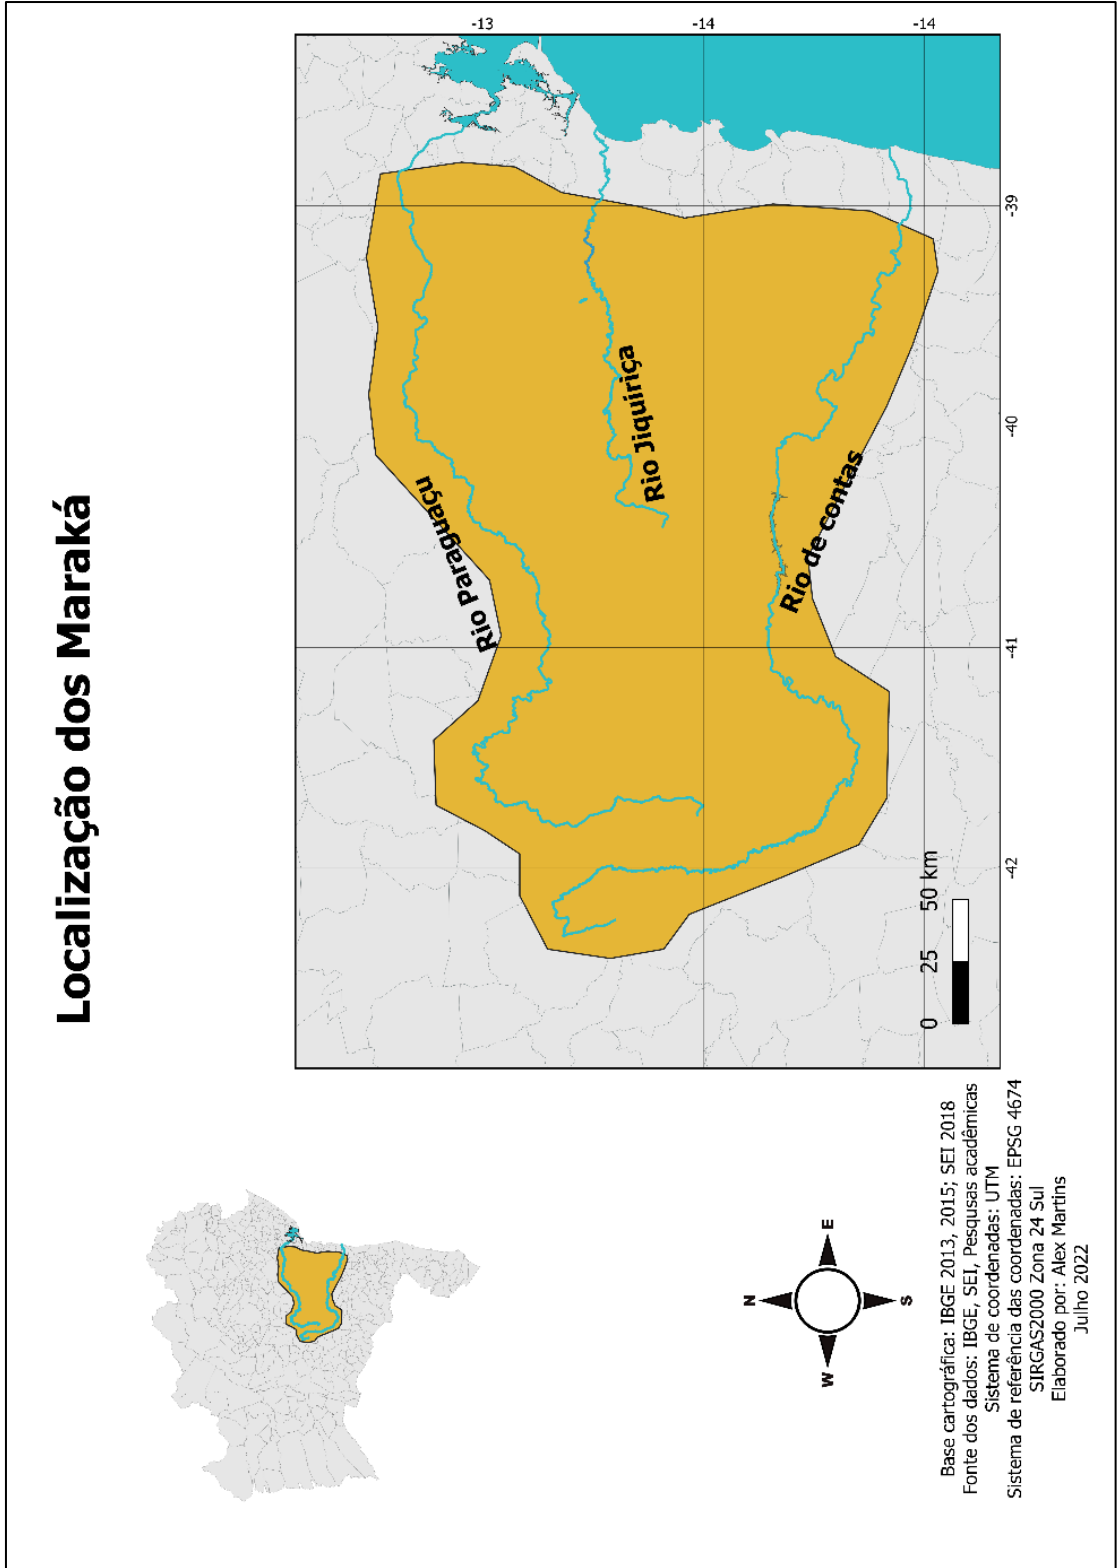 Localização dos Maraká
-13
-14
-14
-39
-40
-41
-42
Rio Paraguaçu
Rio Jiquiriça
Rio de contas
0 25 50 km
N
W E
S
Base cartográfica: IBGE 2013, 2015; SEI 2018
Fonte dos dados: IBGE, SEI, Pesqusas acadêmicas
Sistema de coordenadas: UTM
Sistema de referência das coordenadas: EPSG 4674
SIRGAS2000 Zona 24 Sul
Elaborado por: Alex Martins
Julho 2022